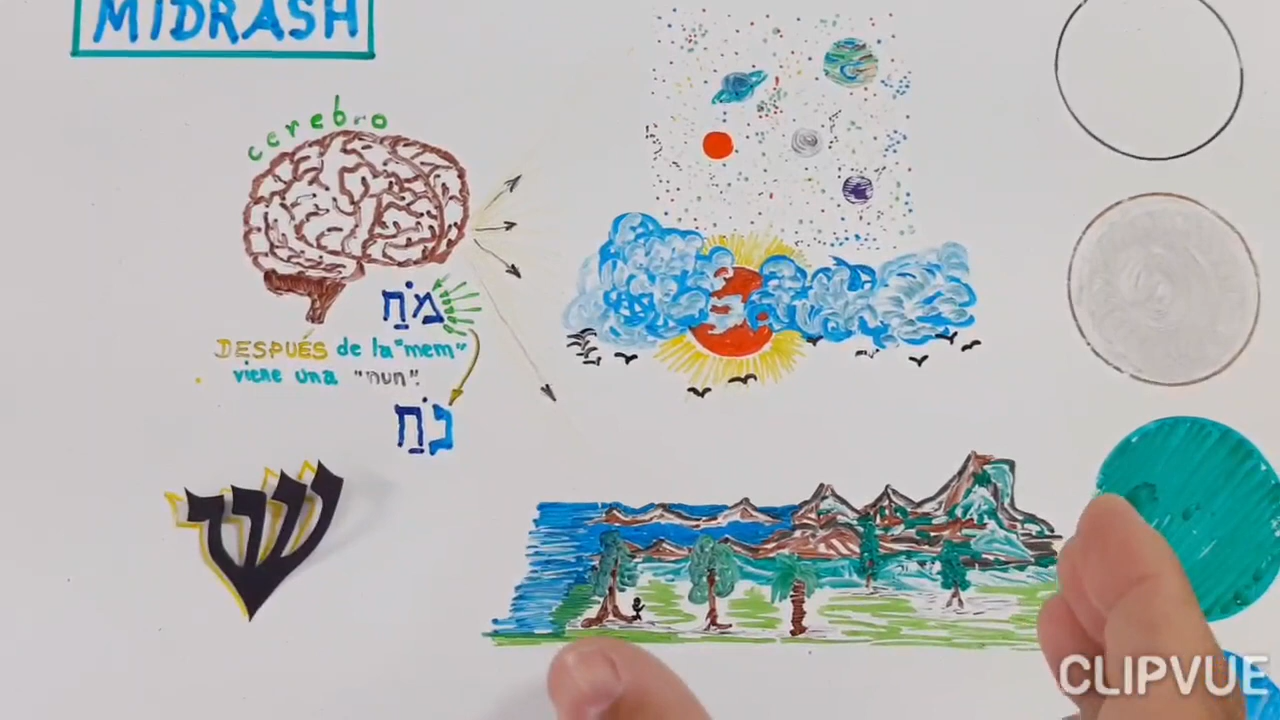 MIDRASH
cerebro
מֹחַ
DESPUÉS de la "mem"
viene una "nun".
כֹּחַ
ש
CLIPVUE